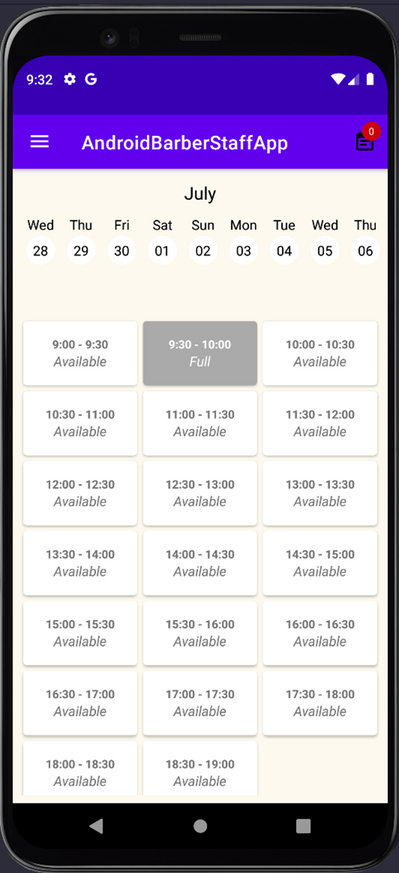 9:32 G
AndroidBarberStaffApp 0
July
Wed Thu Fri Sat Sun Mon Tue Wed Thu
28 29 30 01 02 03 04 05 06
9:00 - 9:30 9:30 - 10:00 10:00 - 10:30
Available Full Available
10:30 - 11:00 11:00 - 11:30 11:30 - 12:00
Available Available Available
12:00 - 12:30 12:30 - 13:00 13:00 - 13:30
Available Available Available
13:30 - 14:00 14:00 - 14:30 14:30 - 15:00
Available Available Available
15:00 - 15:30 15:30 - 16:00 16:00 - 16:30
Available Available Available
16:30 - 17:00 17:00 - 17:30 17:30 - 18:00
Available Available Available
18:00 - 18:30 18:30 - 19:00
Available Available